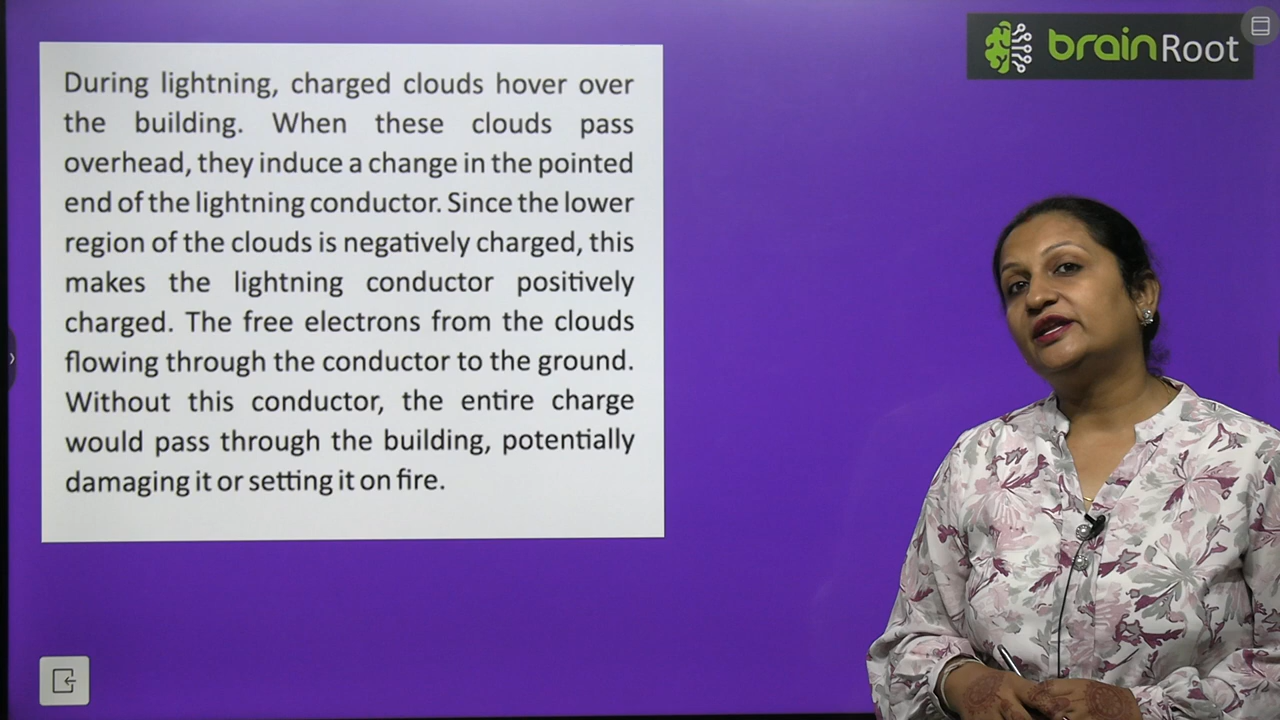 brainRoot
During lightning, charged clouds hover over
the building. When these clouds pass
overhead, they induce a change in the pointed
end of the lightning conductor. Since the lower
region of the clouds is negatively charged, this
makes the lightning conductor positively
charged. The free electrons from the clouds
flowing through the conductor to the ground.
Without this conductor, the entire charge
would pass through the building, potentially
damaging it or setting it on fire.